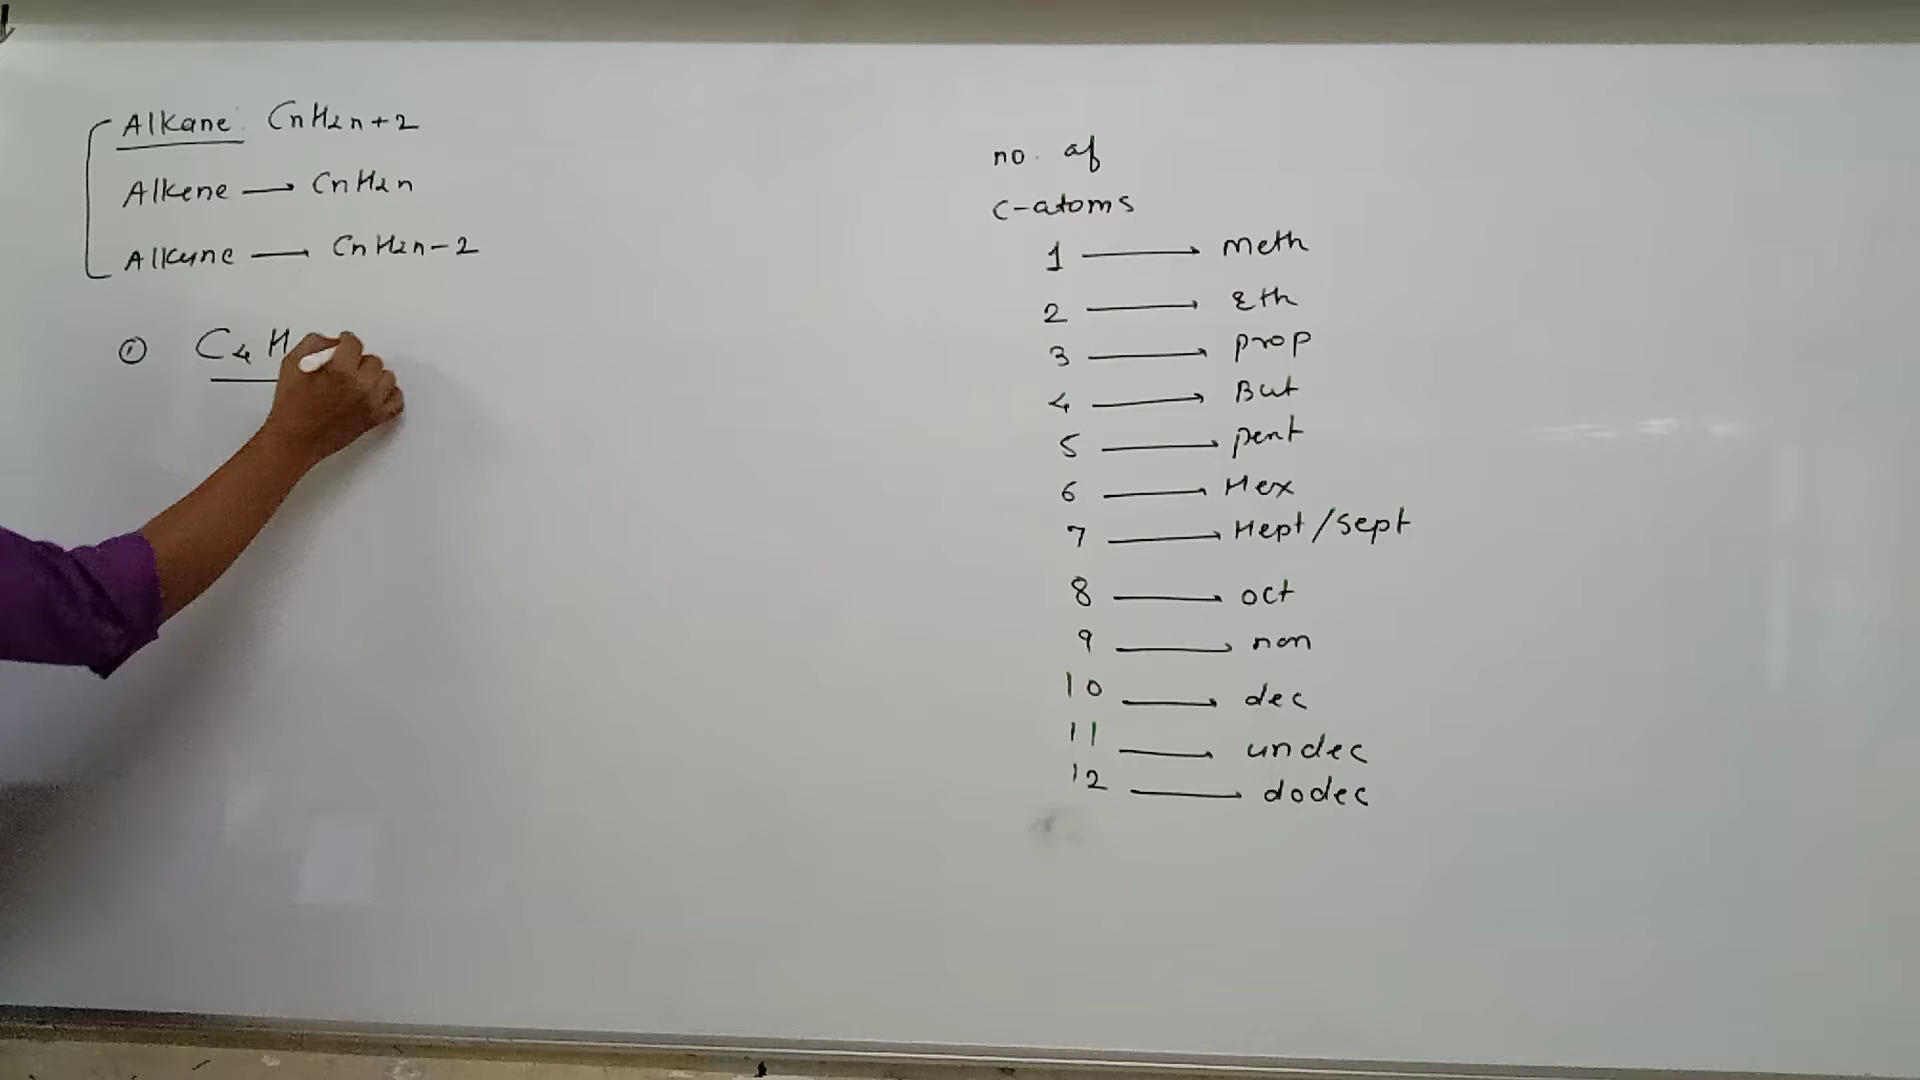 Alkane: CnH2n+2
Alkene → CnH2n
Alkyne — CnH2n-2
① C4H
no. of
C-atoms
1 → meth
2 → Eth
3 → prop
4 → But
5 → pent
6 → Hex
7 → Hept/Sept
8 → oct
9 → non
10 → dec
11 → undec
12 → dodec